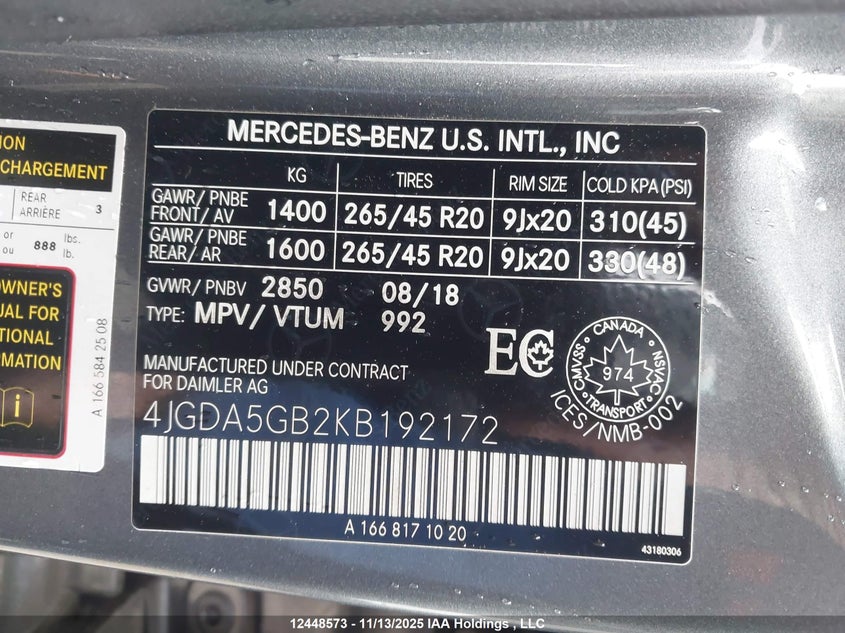 ION
CHARGEMENT
REAR
ARRIÈRE 3
or
ou 888 lbs.
lb.
OWNER'S
UAL FOR
TIONAL
RMATION
A 166 584 25 08
MERCEDES-BENZ U.S. INTL., INC
KG TIRES RIM SIZE COLD KPA (PSI)
GAWR/ PNBE
FRONT/ AV 1400 265/45 R20 9Jx20 310(45)
GAWR/ PNBE
REAR/ AR 1600 265/45 R20 9Jx20 330(48)
GVWR/ PNBV 2850 08/18
TYPE: MPV/ VTUM 992
MANUFACTURED UNDER CONTRACT
FOR DAIMLER AG
EC
CANADA
CMVSS 974 NSVAC
TRANSPORT
ICES/NMB-002
4JGDA5GB2KB192172
A 166 817 10 20
43180306
12448573 - 11/13/2025 IAA Holdings , LLC